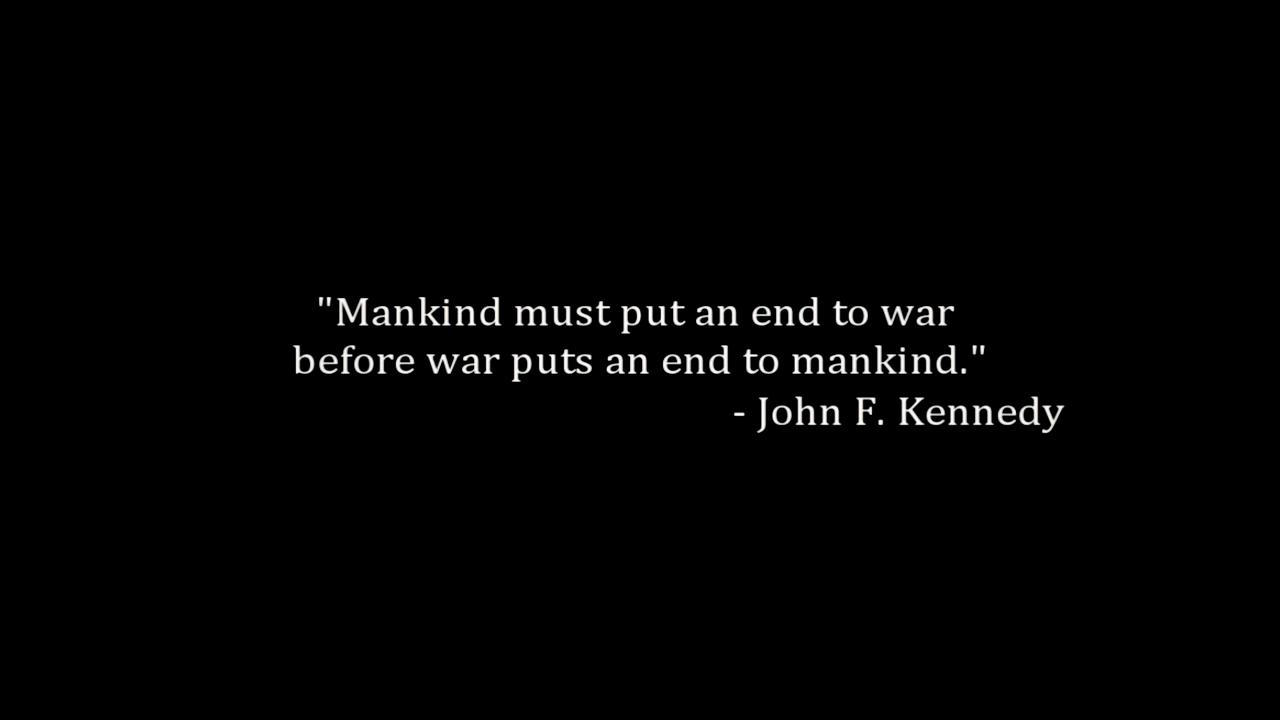 "Mankind must put an end to war
before war puts an end to mankind."
- John F. Kennedy